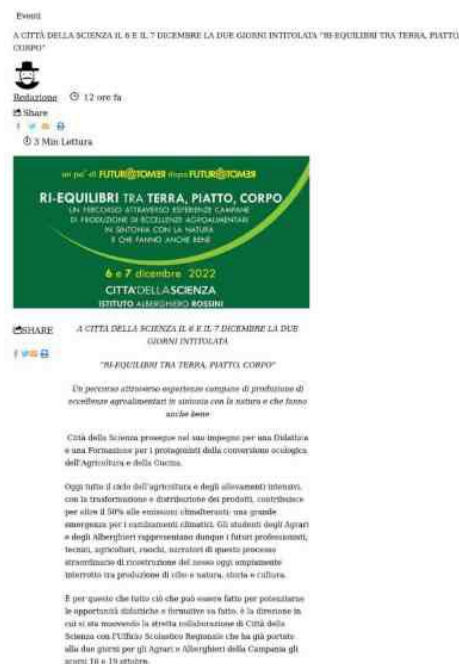 Eventi
A CITTÀ DELLA SCIENZA IL 6 E IL 7 DICEMBRE LA DUE GIORNI INTITOLATA "RI-EQUILIBRI TRA TERRA, PIATTO,
CORPO"
Redazione 12 ore fa
Share
3 Min Lettura
un po' di FUTURO REMOTO dopo FUTURO REMOTO
RI-EQUILIBRI TRA TERRA, PIATTO, CORPO
UN PERCORSO ATTRAVERSO ESPERIENZE CAMPANE
DI PRODUZIONE DI ECCELLENZE AGROALIMENTARI
IN SINTONIA CON LA NATURA
E CHE FANNO ANCHE BENE
6 e 7 dicembre 2022
CITTA'DELLASCIENZA
ISTITUTO ALBERGHIERO ROSSINI
SHARE
A CITTÀ DELLA SCIENZA IL 6 E IL 7 DICEMBRE LA DUE
GIORNI INTITOLATA
"RI-EQUILIBRI TRA TERRA, PIATTO, CORPO"
Un percorso attraverso esperienze campane di produzione di
eccellenze agroalimentari in sintonia con la natura e che fanno
anche bene
Città della Scienza prosegue nel suo impegno per una Didattica
e una Formazione per i protagonisti della conversione ecologica
dell'Agricoltura e della Cucina.
Oggi tutto il ciclo dell'agricoltura e degli allevamenti intensivi,
con la trasformazione e distribuzione dei prodotti, contribuisce
per oltre il 50% alle emissioni climalteranti: una grande
emergenza per i cambiamenti climatici. Gli studenti degli Agrari
e degli Alberghieri rappresentano dunque i futuri professionisti,
tecnici, agricoltori, cuochi, narratori di questo processo
straordinario di ricostruzione del nesso oggi ampiamente
interrotto tra produzione di cibo e natura, storia e cultura.
È per questo che tutto ciò che può essere fatto per potenziarne
le opportunità didattiche e formative va fatto, è la direzione in
cui si sta muovendo la stretta collaborazione di Città della
Scienza con l'Ufficio Scolastico Regionale che ha già portato
alla due giorni per gli Agrari e Alberghieri della Campania gli
scorsi 18 e 19 ottobre.